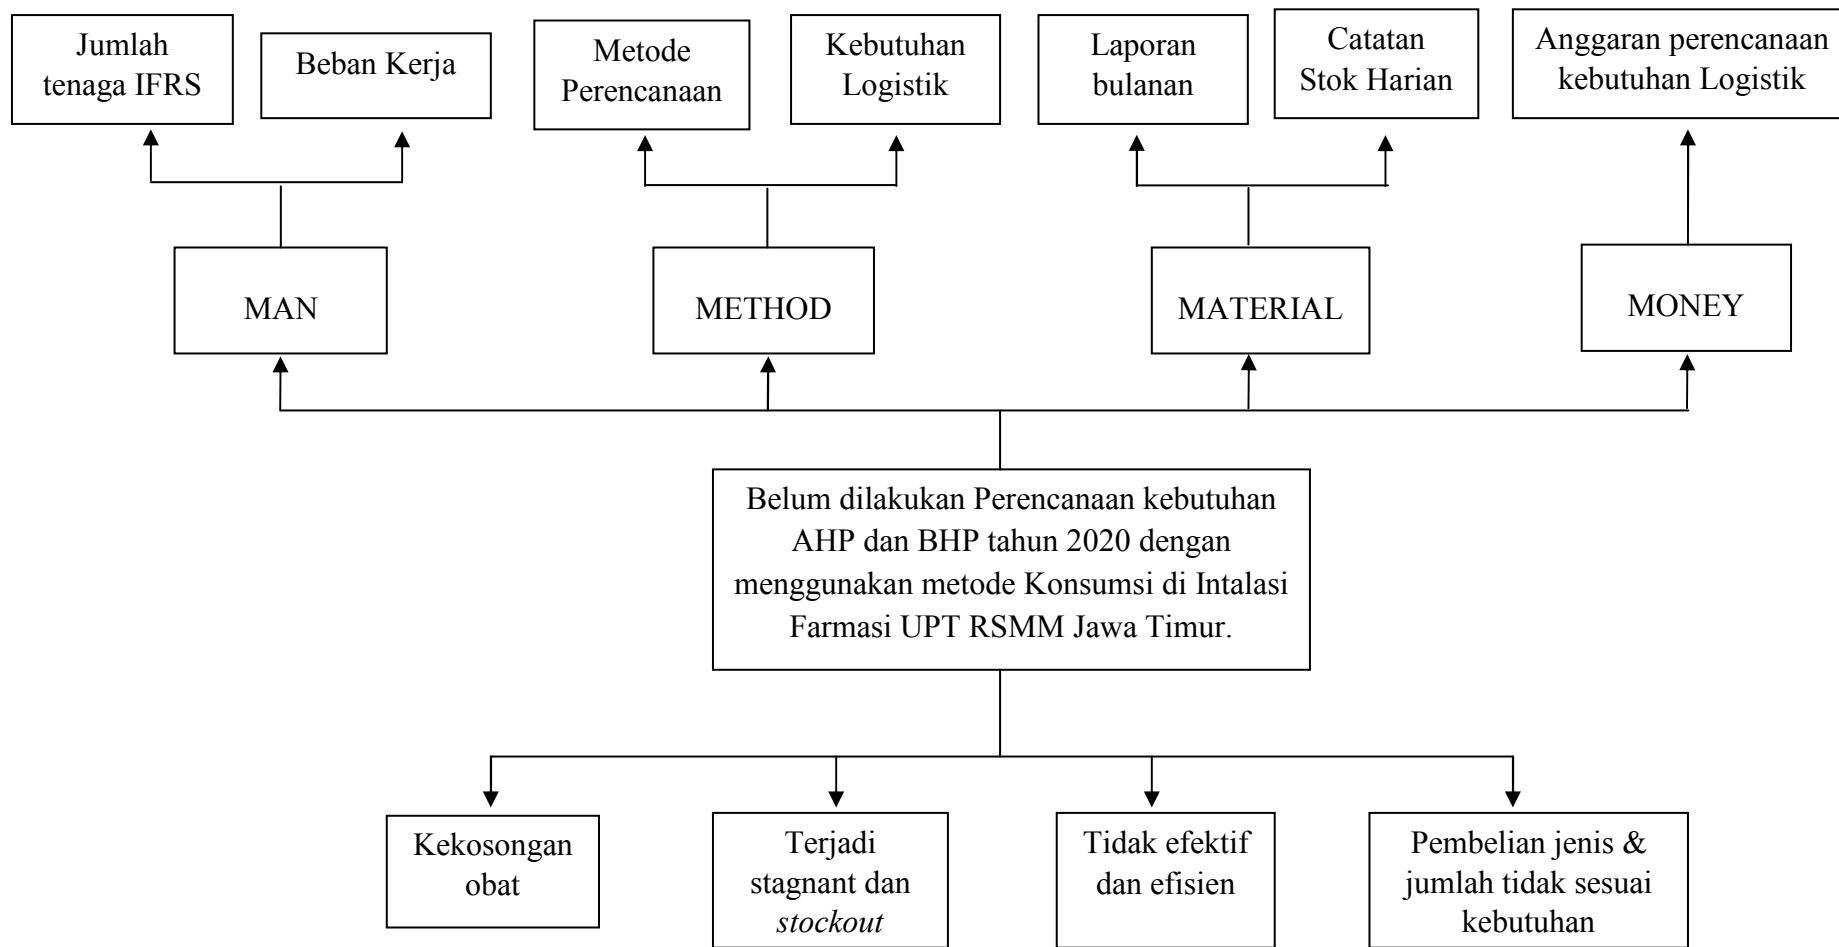 Jumlah
tenaga IFRS
Beban Kerja
Metode
Perencanaan
Kebutuhan
Logistik
Laporan
bulanan
Catatan
Stok Harian
Anggaran perencanaan
kebutuhan Logistik
MAN
METHOD
MATERIAL
MONEY
Belum dilakukan Perencanaan kebutuhan
AHP dan BHP tahun 2020 dengan
menggunakan metode Konsumsi di Intalasi
Farmasi UPT RSMM Jawa Timur.
Kekosongan
obat
Terjadi
stagnant dan
stockout
Tidak efektif
dan efisien
Pembelian jenis &
jumlah tidak sesuai
kebutuhan